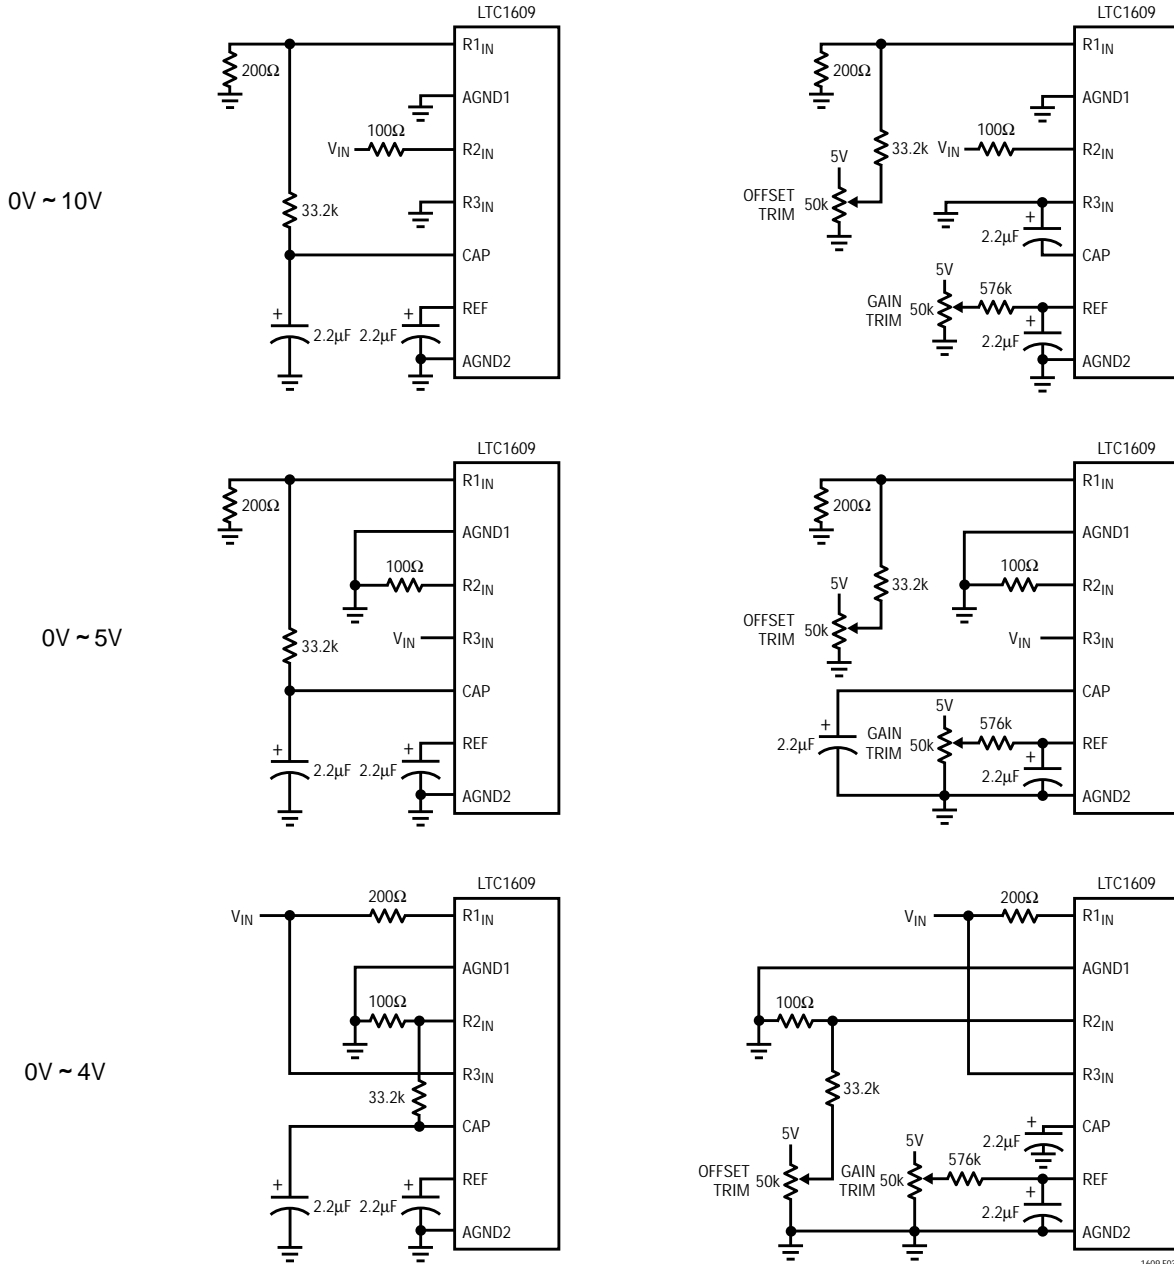 LTC1609
R1IN
200Ω
AGND1
100Ω
VIN
R2IN
0V ~ 10V
R3IN
33.2k
CAP
REF
2.2µF 2.2µF
AGND2
LTC1609
R1IN
200Ω
AGND1
100Ω
33.2k VIN
R2IN
5V
OFFSET TRIM 50k
R3IN
2.2µF
CAP
5V
GAIN TRIM 50k
576k
REF
2.2µF
AGND2
LTC1609
R1IN
200Ω
AGND1
100Ω
R2IN
0V ~ 5V
VIN
R3IN
33.2k
CAP
REF
2.2µF 2.2µF
AGND2
LTC1609
R1IN
200Ω
AGND1
100Ω
33.2k
R2IN
5V
OFFSET TRIM 50k
VIN
R3IN
CAP
5V
2.2µF
GAIN TRIM 50k
576k
REF
2.2µF
AGND2
LTC1609
200Ω
VIN
R1IN
AGND1
100Ω
R2IN
0V ~ 4V
R3IN
33.2k
CAP
REF
2.2µF 2.2µF
AGND2
LTC1609
200Ω
VIN
R1IN
AGND1
100Ω
R2IN
33.2k
R3IN
2.2µF
CAP
5V
OFFSET TRIM 50k
5V
GAIN TRIM 50k
576k
REF
2.2µF
AGND2